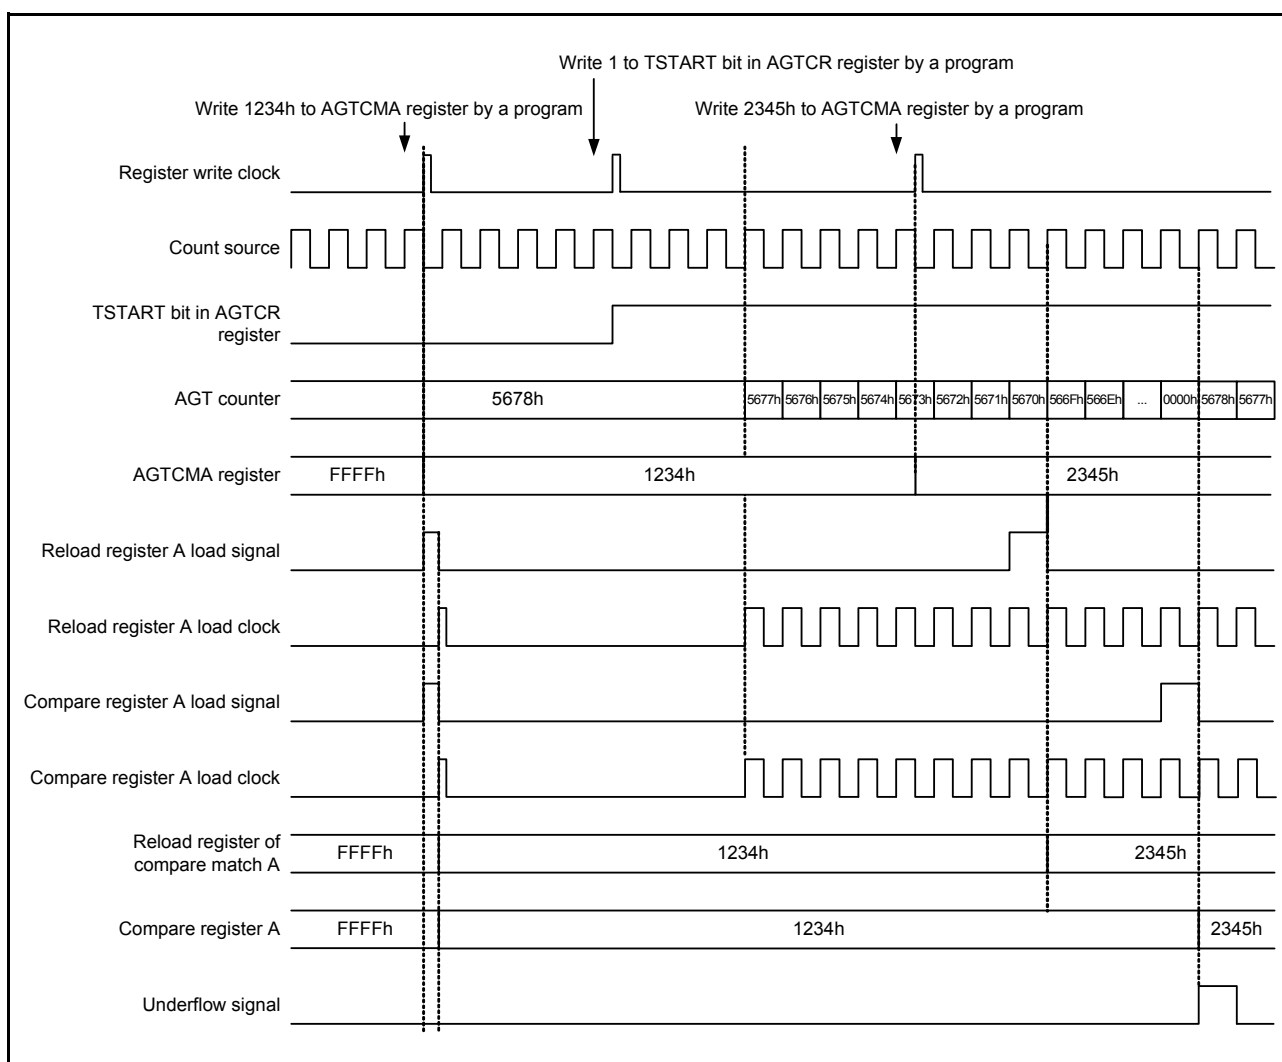 Write 1 to TSTART bit in AGTCR register by a program
Write 1234h to AGTCMA register by a program
Write 2345h to AGTCMA register by a program
Register write clock
Count source
TSTART bit in AGTCR
register
AGT counter
5678h
5677h 5676h 5675h 5674h 5673h 5672h 5671h 5670h 566Fh 566Eh ... 0000h 5678h 5677h
AGTCMA register
FFFFh
1234h
2345h
Reload register A load signal
Reload register A load clock
Compare register A load signal
Compare register A load clock
Reload register of
compare match A
FFFFh
1234h
2345h
Compare register A
FFFFh
1234h
2345h
Underflow signal